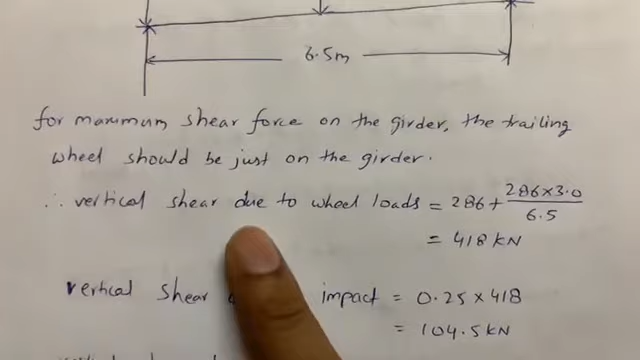 6.5m
for maximum shear force on the girder, the trailing
wheel should be just on the girder.
∴ vertical shear due to wheel loads = 286 + 286×3.0 / 6.5
= 418 KN
vertical shear impact = 0.25 × 418
= 104.5 KN